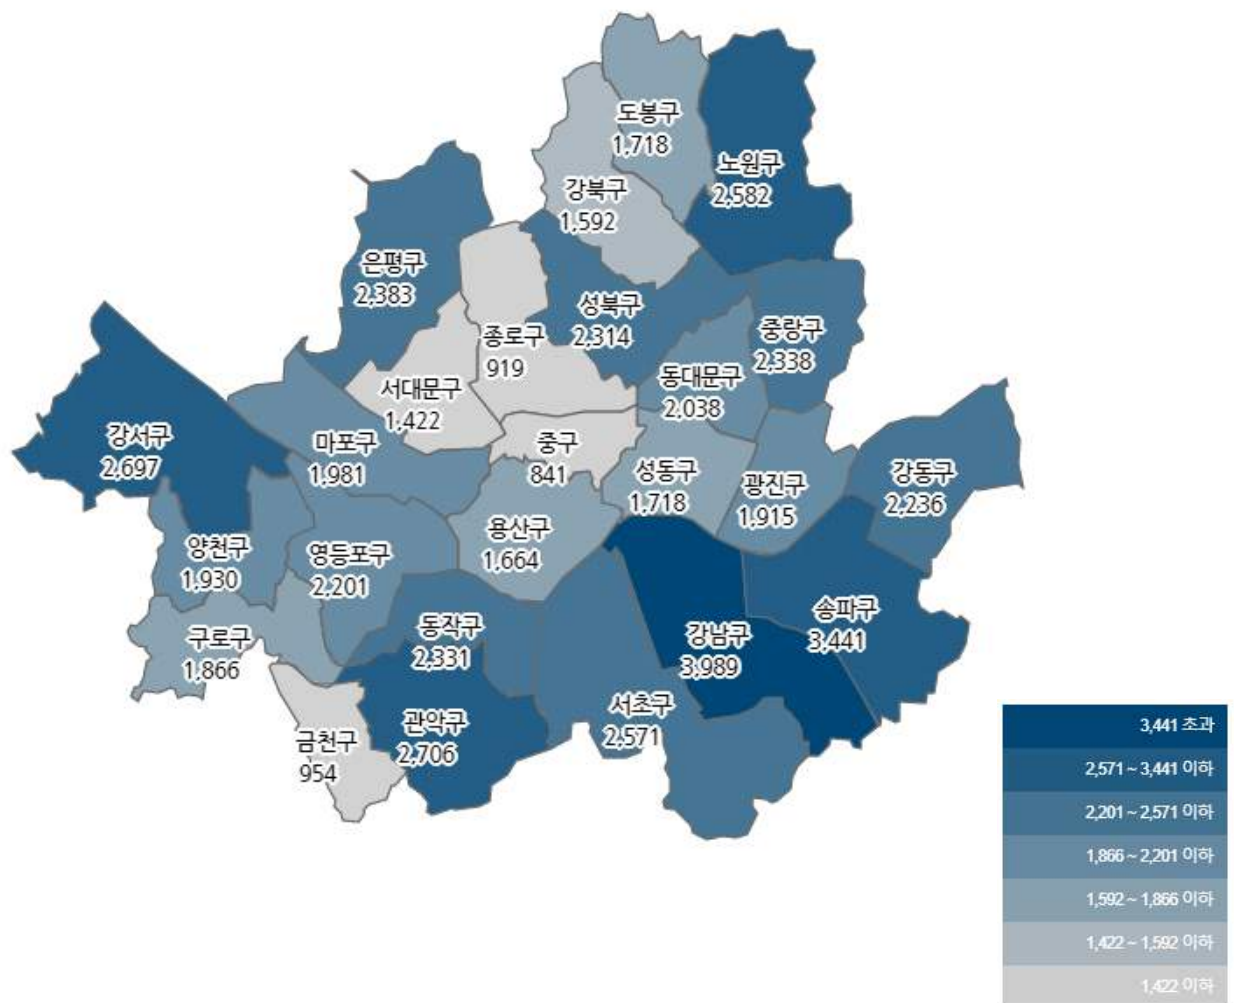 도봉구
1,718
노원구
2,582
강북구
1,592
은평구
2,383
성북구
2,314
종로구
919
중랑구
2,338
동대문구
2,038
서대문구
1,422
강서구
2,697
마포구
1,981
중구
841
성동구
1,718
광진구
1,915
강동구
2,236
양천구
1,930
영등포구
2,201
용산구
1,664
구로구
1,866
동작구
2,331
강남구
3,989
송파구
3,441
금천구
954
관악구
2,706
서초구
2,571
3,441 초과
2,571 ~ 3,441 이하
2,201 ~ 2,571 이하
1,866 ~ 2,201 이하
1,592 ~ 1,866 이하
1,422 ~ 1,592 이하
1,422 이하